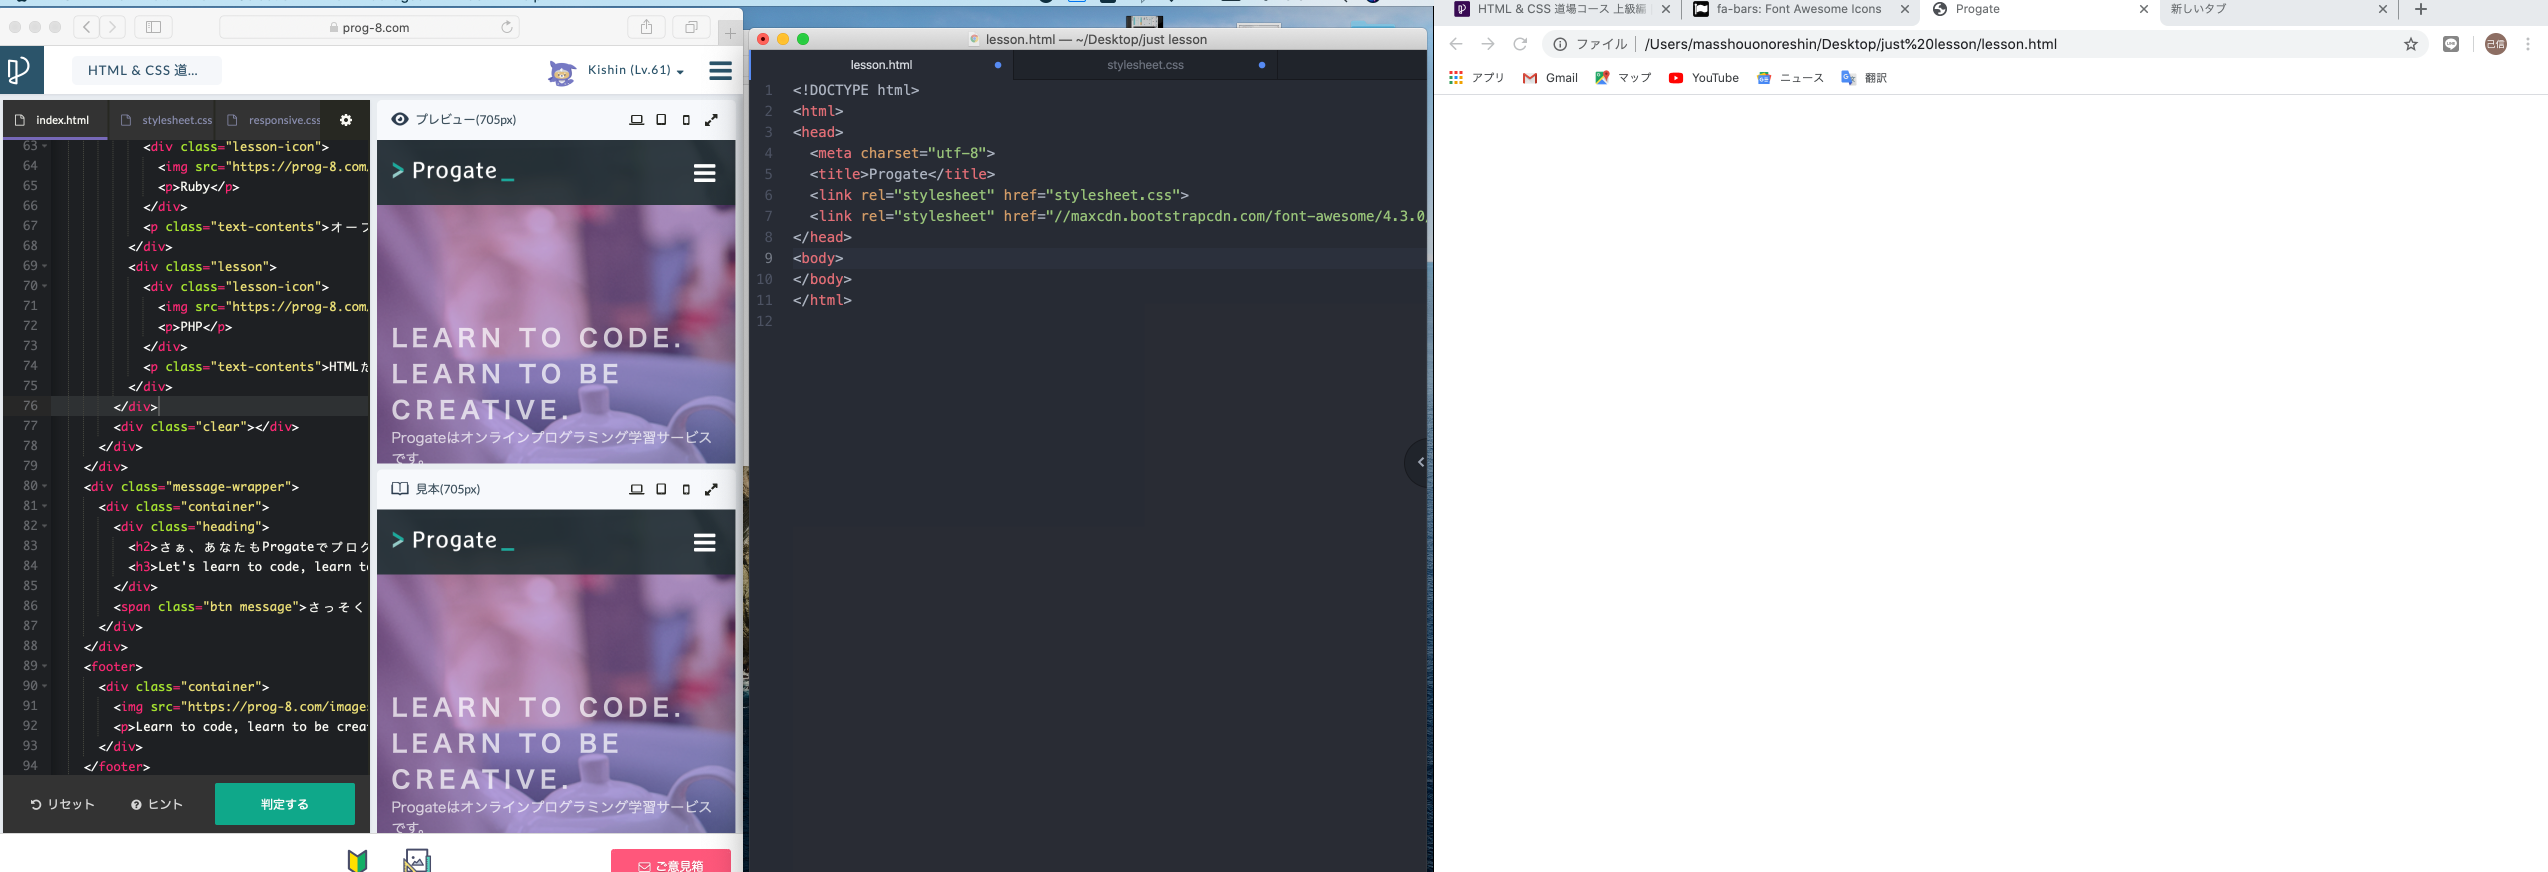 prog-8.com
HTML & CSS 道...
Kishin (Lv.61)
index.html
stylesheet.css
responsive.css
63 <div class="lesson-icon">
64 <img src="https://prog-8.com
65 <p>Ruby</p>
66 </div>
67 <p class="text-contents">オープ
68 </div>
69 <div class="lesson">
70 <div class="lesson-icon">
71 <img src="https://prog-8.com
72 <p>PHP</p>
73 </div>
74 <p class="text-contents">HTMLだ
75 </div>
76 </div>
77 <div class="clear"></div>
78 </div>
79 </div>
80 <div class="message-wrapper">
81 <div class="container">
82 <div class="heading">
83 <h2>さぁ、あなたもProgateでプログ
84 <h3>Let's learn to code, learn to
85 </div>
86 <span class="btn message">さっそく
87 </div>
88 </div>
89 <footer>
90 <div class="container">
91 <img src="https://prog-8.com/images
92 <p>Learn to code, learn to be crea
93 </div>
94 </footer>
リセット
ヒント
判定する
プレビュー(705px)
Progate_
LEARN TO CODE.
LEARN TO BE
CREATIVE.
Progateはオンラインプログラミング学習サービス
です。
見本(705px)
Progate_
LEARN TO CODE.
LEARN TO BE
CREATIVE.
Progateはオンラインプログラミング学習サービス
です。
ご意見箱
lesson.html — ~/Desktop/just lesson
lesson.html
stylesheet.css
1 <!DOCTYPE html>
2 <html>
3 <head>
4 <meta charset="utf-8">
5 <title>Progate</title>
6 <link rel="stylesheet" href="stylesheet.css">
7 <link rel="stylesheet" href="//maxcdn.bootstrapcdn.com/font-awesome/4.3.0/
8 </head>
9 <body>
10 </body>
11 </html>
12
HTML & CSS 道場コース 上級編
fa-bars: Font Awesome Icons
Progate
新しいタブ
ファイル
/Users/masshouonoreshin/Desktop/just%20lesson/lesson.html
己信
アプリ
Gmail
マップ
YouTube
ニュース
翻訳